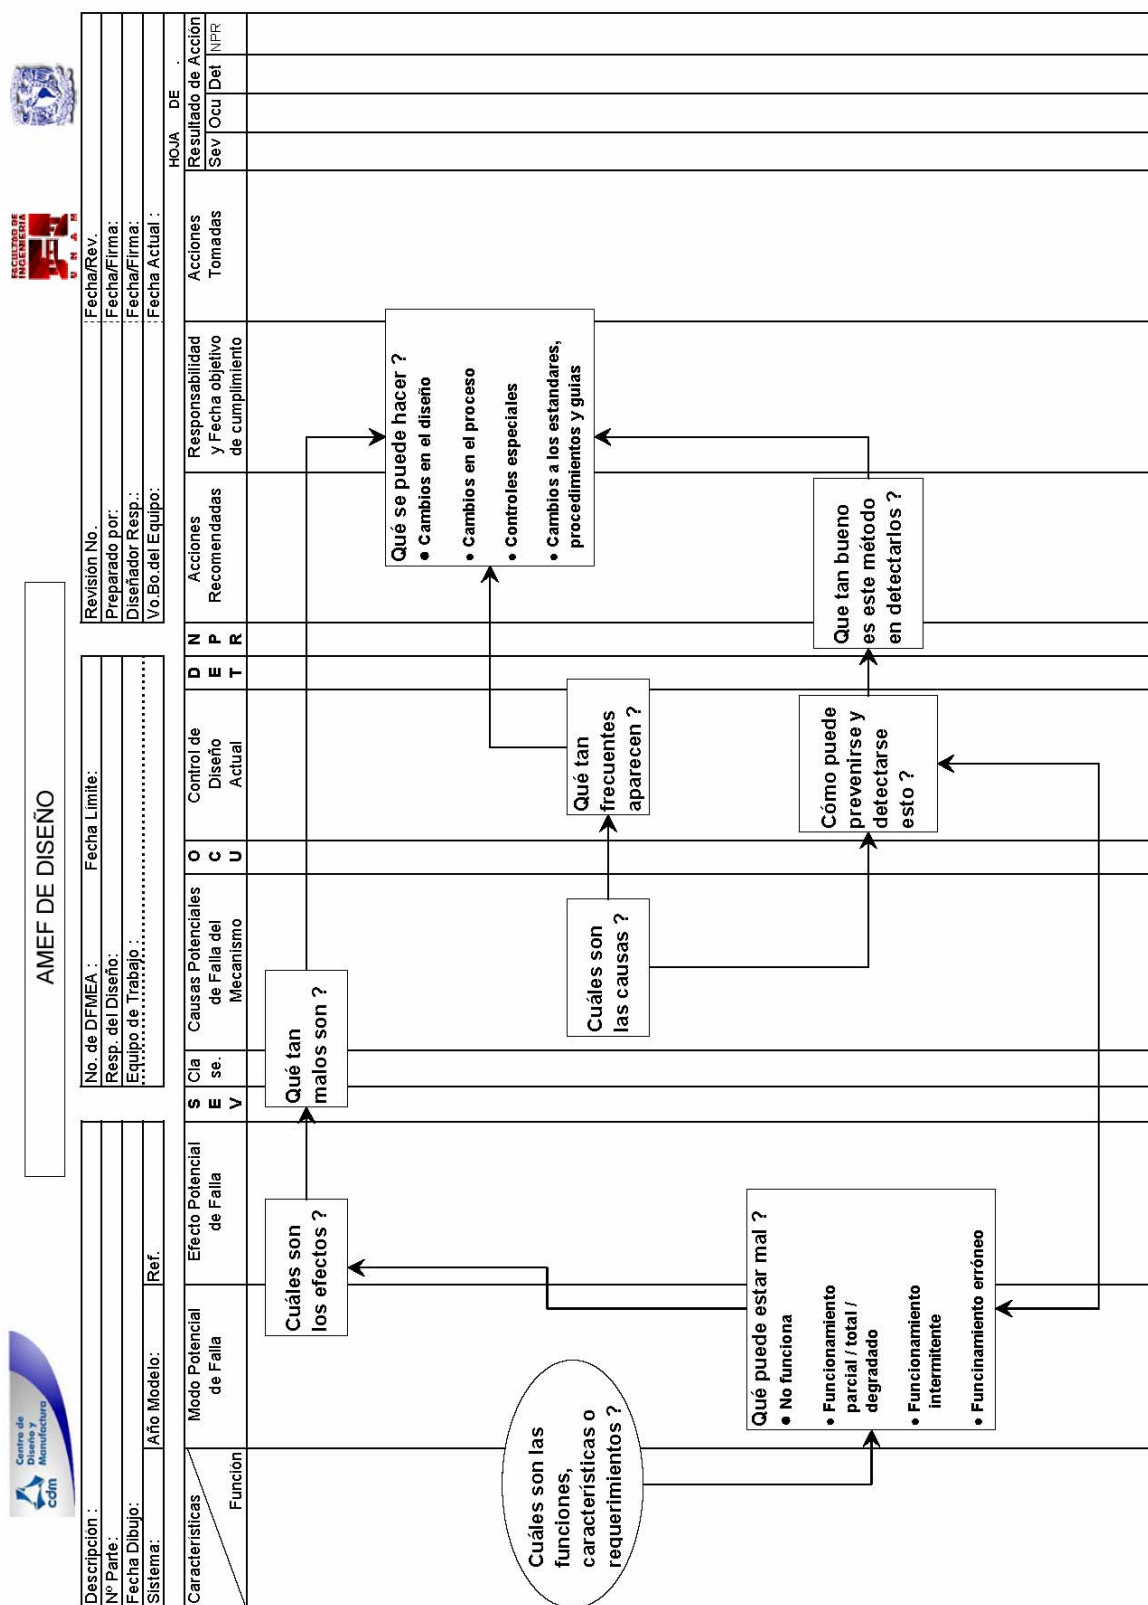 cdm
Centro de
Diseño y
Manufactura
AMEF DE DISEÑO
FACULTAD DE
INGENIERIA
U N A M
Descripción :
Nº Parte:
Fecha Dibujo:
Sistema:
Año Modelo:
Ref.
No. de DFMEA :
Fecha Límite:
Resp. del Diseño:
Equipo de Trabajo :
Revisión No.
Fecha/Rev.
Preparado por:
Fecha/Firma:
Diseñador Resp.:
Fecha/Firma:
Vo.Bo.del Equipo:
Fecha Actual :
HOJA DE .
Características
Función
Modo Potencial
de Falla
Efecto Potencial
de Falla
S
E
V
Cla
se.
Causas Potenciales
de Falla del
Mecanismo
O
C
U
Control de
Diseño
Actual
D
E
T
N
P
R
Acciones
Recomendadas
Responsabilidad
y Fecha objetivo
de cumplimiento
Acciones
Tomadas
Resultado de Acción
Sev Ocu Det NPR
Cuáles son las
funciones,
características o
requerimientos ?
Qué puede estar mal ?
• No funciona
• Funcionamiento
parcial / total /
degradado
• Funcionamiento
intermitente
• Funcinamiento erróneo
Cuáles son
los efectos ?
Qué tan
malos son ?
Cuáles son
las causas ?
Qué tan
frecuentes
aparecen ?
Cómo puede
prevenirse y
detectarse
esto ?
Que tan bueno
es este método
en detectarlos ?
Qué se puede hacer ?
• Cambios en el diseño
• Cambios en el proceso
• Controles especiales
• Cambios a los estandares,
procedimientos y guias